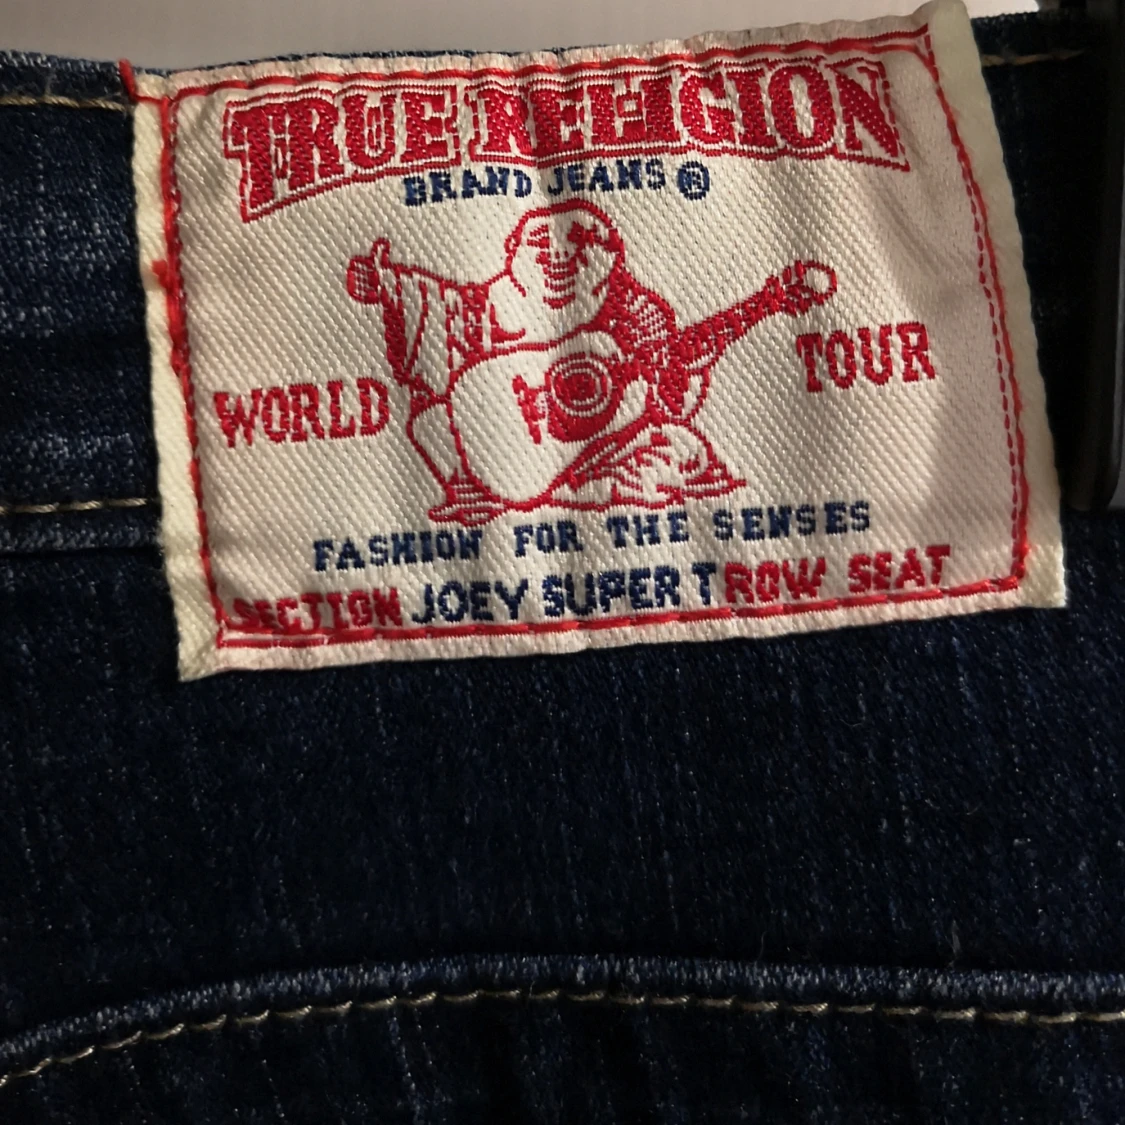 TRUE RELIGION
BRAND JEANS ®
WORLD TOUR
FASHION FOR THE SENSES
SECTION JOEY SUPER T ROW SEAT